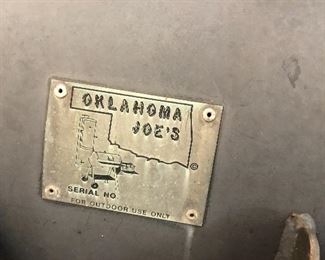 OKLAHOMA
JOE'S
©
SERIAL NO
FOR OUTDOOR USE ONLY